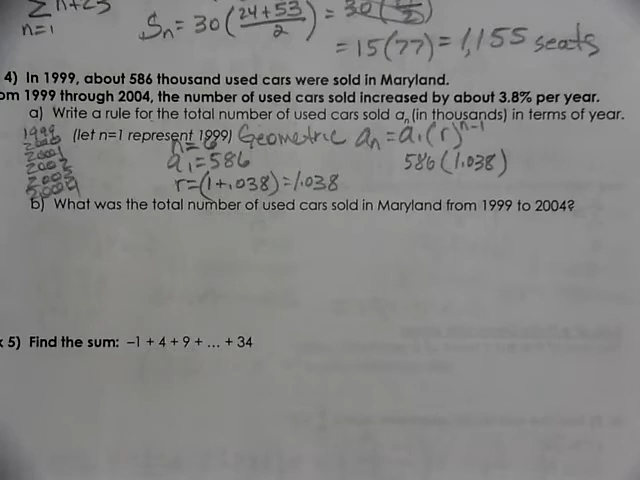 ∑ n+23
n=1
Sn = 30(24+53/2) = 30(
= 15(77) = 1,155 seats
4) In 1999, about 586 thousand used cars were sold in Maryland.
om 1999 through 2004, the number of used cars sold increased by about 3.8% per year.
a) Write a rule for the total number of used cars sold an (in thousands) in terms of year.
(let n=1 represent 1999) Geometric an = a1(r)^n-1
1999
2000
2001
2002
2003
2004
n = 6
a1 = 586
586(1.038)
r = (1+.038) = 1.038
b) What was the total number of used cars sold in Maryland from 1999 to 2004?
5) Find the sum: –1 + 4 + 9 + ... + 34